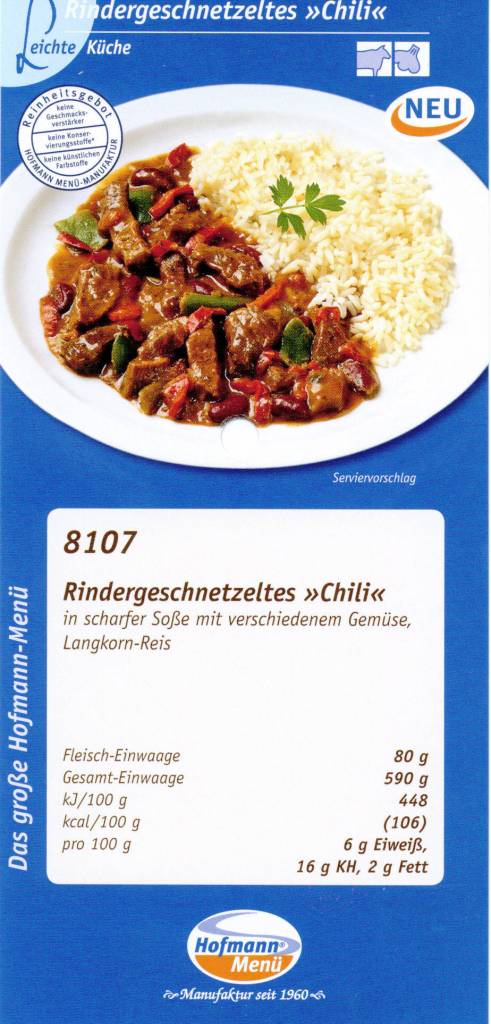 Rindergeschnetzeltes »Chili«
Leichte Küche
NEU
Reinheitsgebot
keine
Geschmacks-
verstärker
keine Konser-
vierungsstoffe*
keine künstlichen
Farbstoffe
HOFMANN MENÜ-MANUFAKTUR
Serviervorschlag
8107
Rindergeschnetzeltes »Chili«
in scharfer Soße mit verschiedenem Gemüse,
Langkorn-Reis
Fleisch-Einwaage 80 g
Gesamt-Einwaage 590 g
kJ/100 g 448
kcal/100 g (106)
pro 100 g 6 g Eiweiß,
16 g KH, 2 g Fett
Das große Hofmann-Menü
Hofmann®
Menü
Manufaktur seit 1960